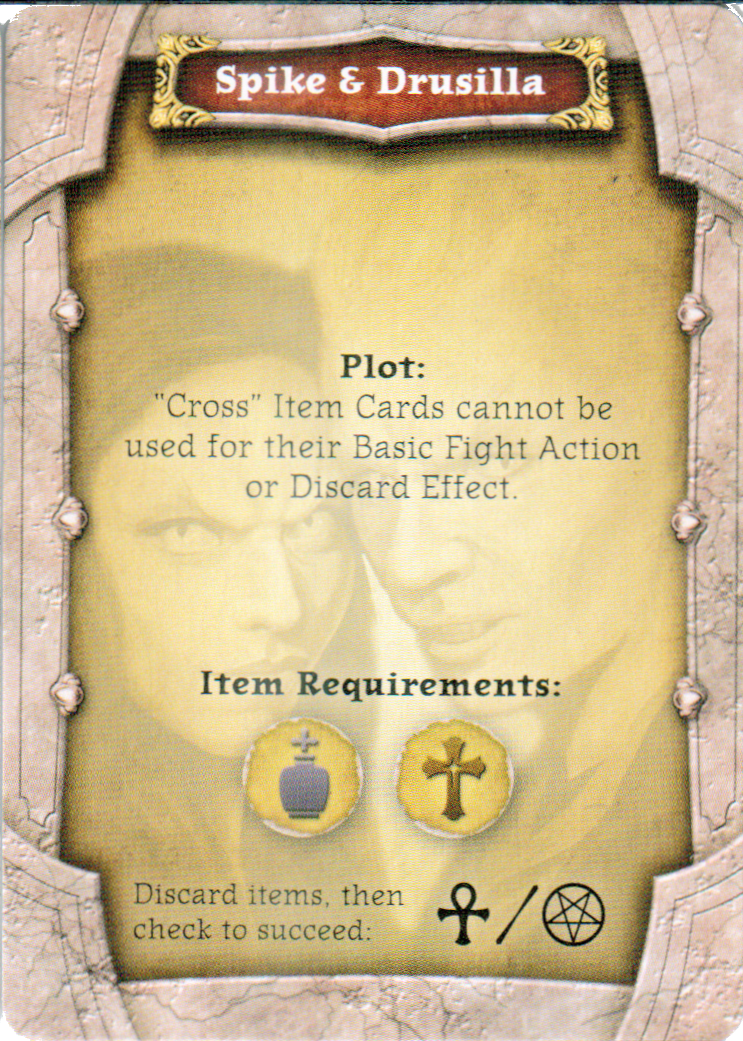 Spike & Drusilla
Plot:
"Cross" Item Cards cannot be
used for their Basic Fight Action
or Discard Effect.
Item Requirements:
Discard items, then
check to succeed: